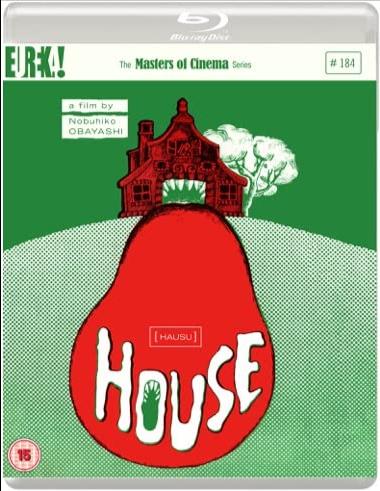 Blu-ray Disc
EUREKA!
The Masters of Cinema Series
# 184
a film by
Nobuhiko
OBAYASHI
[HAUSU]
HOUSE
15